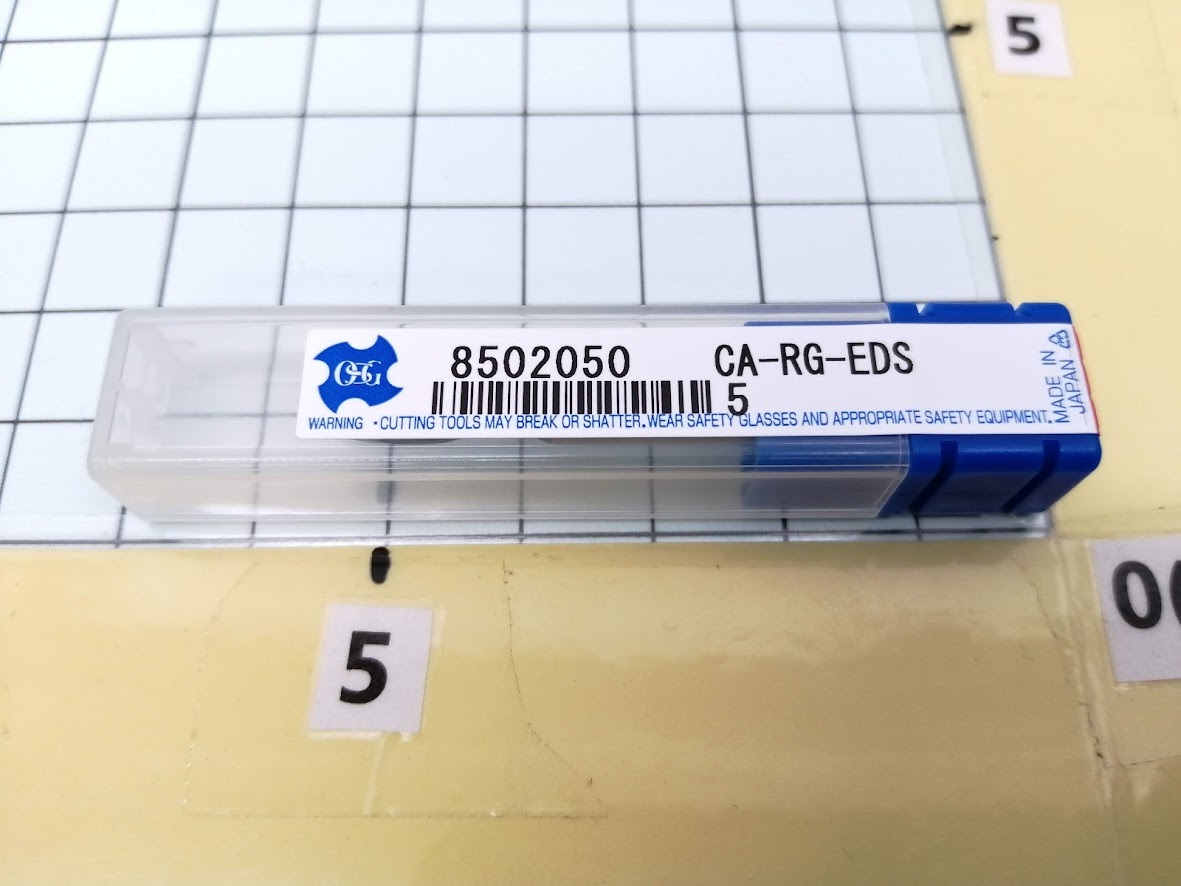 5
OSG
8502050 CA-RG-EDS
5
WARNING ・CUTTING TOOLS MAY BREAK OR SHATTER.WEAR SAFETY GLASSES AND APPROPRIATE SAFETY EQUIPMENT.
MADE IN
JAPAN
5